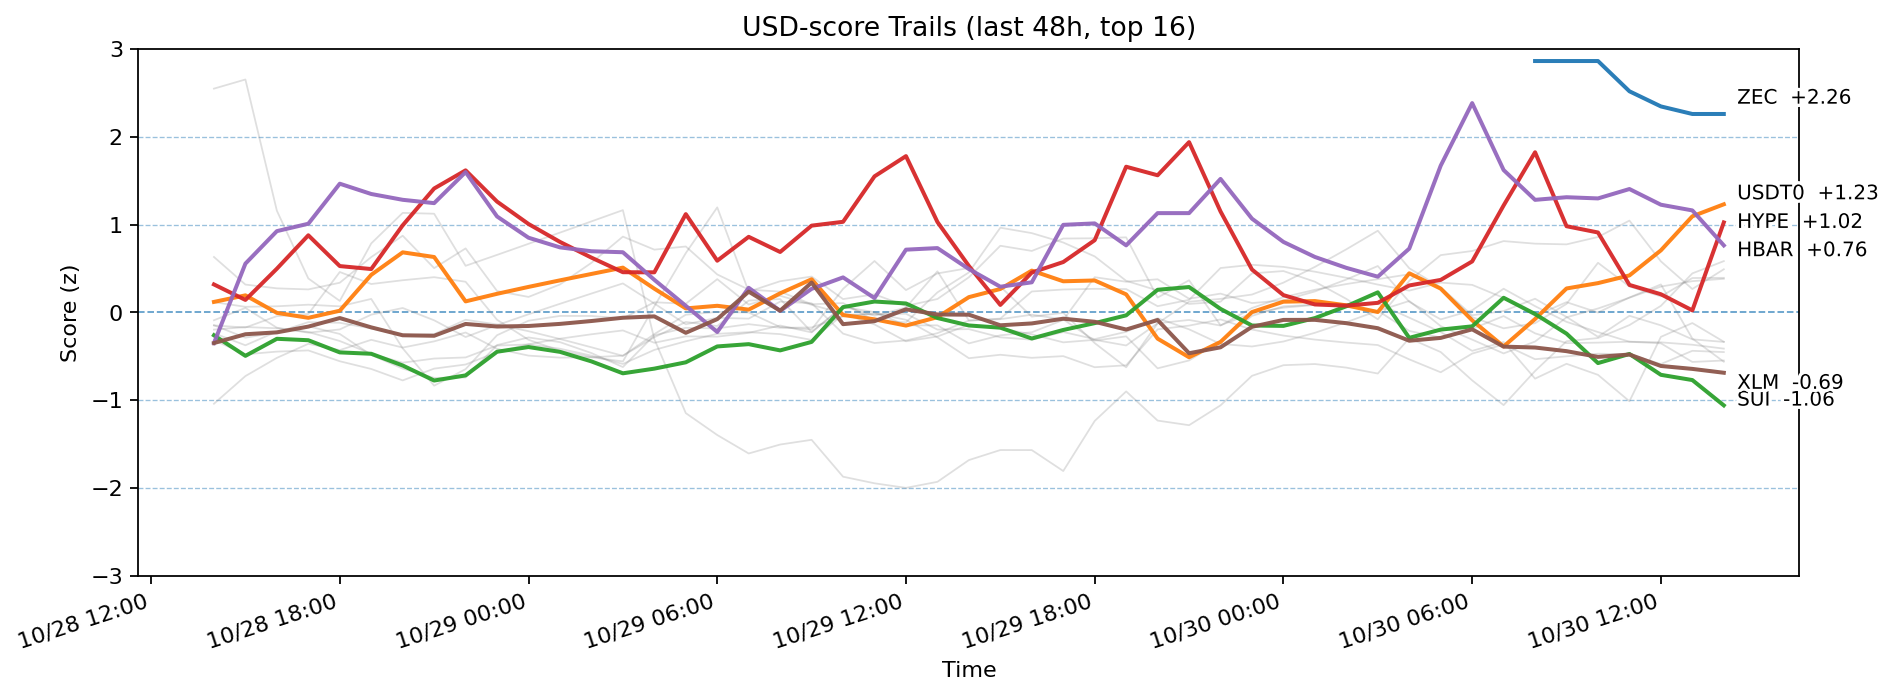 USD-score Trails (last 48h, top 16)
Score (z)
3
2
1
0
−1
−2
−3
ZEC +2.26
USDT0 +1.23
HYPE +1.02
HBAR +0.76
XLM -0.69
SUI -1.06
10/28 12:00
10/28 18:00
10/29 00:00
10/29 06:00
10/29 12:00
10/29 18:00
10/30 00:00
10/30 06:00
10/30 12:00
Time